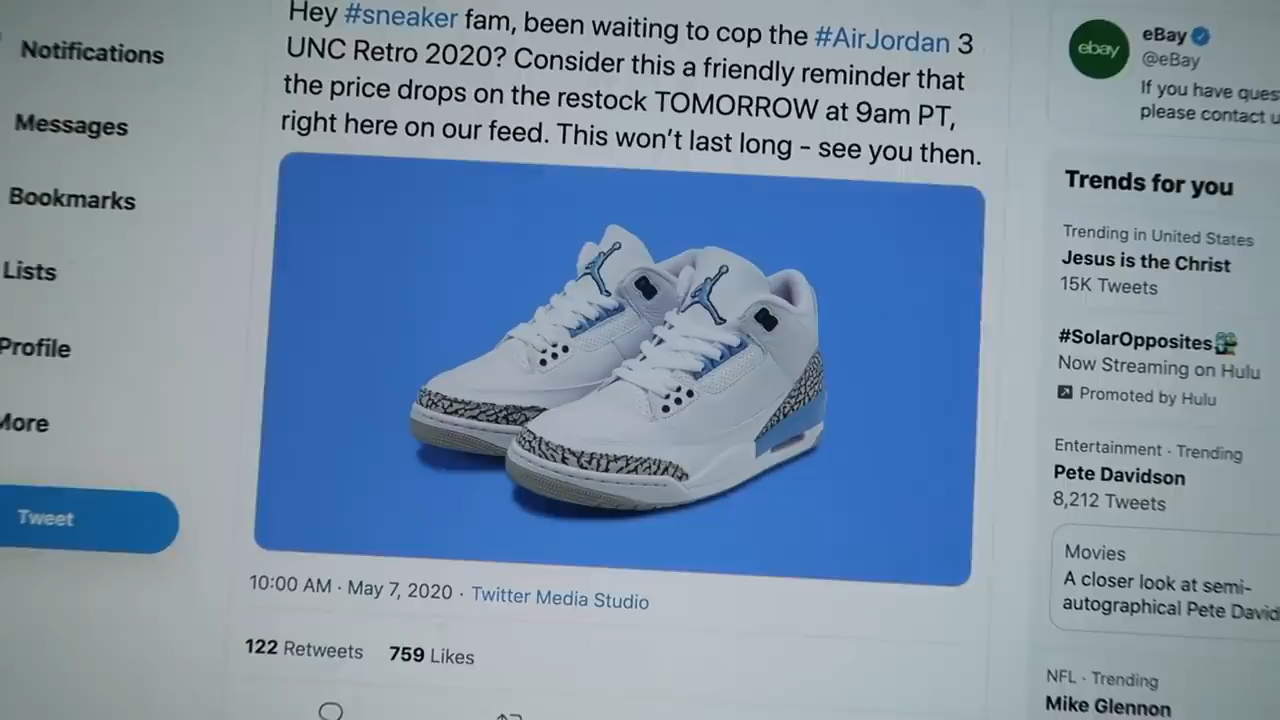 Notifications
Messages
Bookmarks
Lists
Profile
More
Tweet
Hey #sneaker fam, been waiting to cop the #AirJordan 3
UNC Retro 2020? Consider this a friendly reminder that
the price drops on the restock TOMORROW at 9am PT,
right here on our feed. This won’t last long - see you then.
10:00 AM · May 7, 2020 · Twitter Media Studio
122 Retweets 759 Likes
ebay
eBay
@eBay
If you have ques
please contact u
Trends for you
Trending in United States
Jesus is the Christ
15K Tweets
#SolarOpposites
Now Streaming on Hulu
Promoted by Hulu
Entertainment · Trending
Pete Davidson
8,212 Tweets
Movies
A closer look at semi-
autographical Pete David
NFL · Trending
Mike Glennon